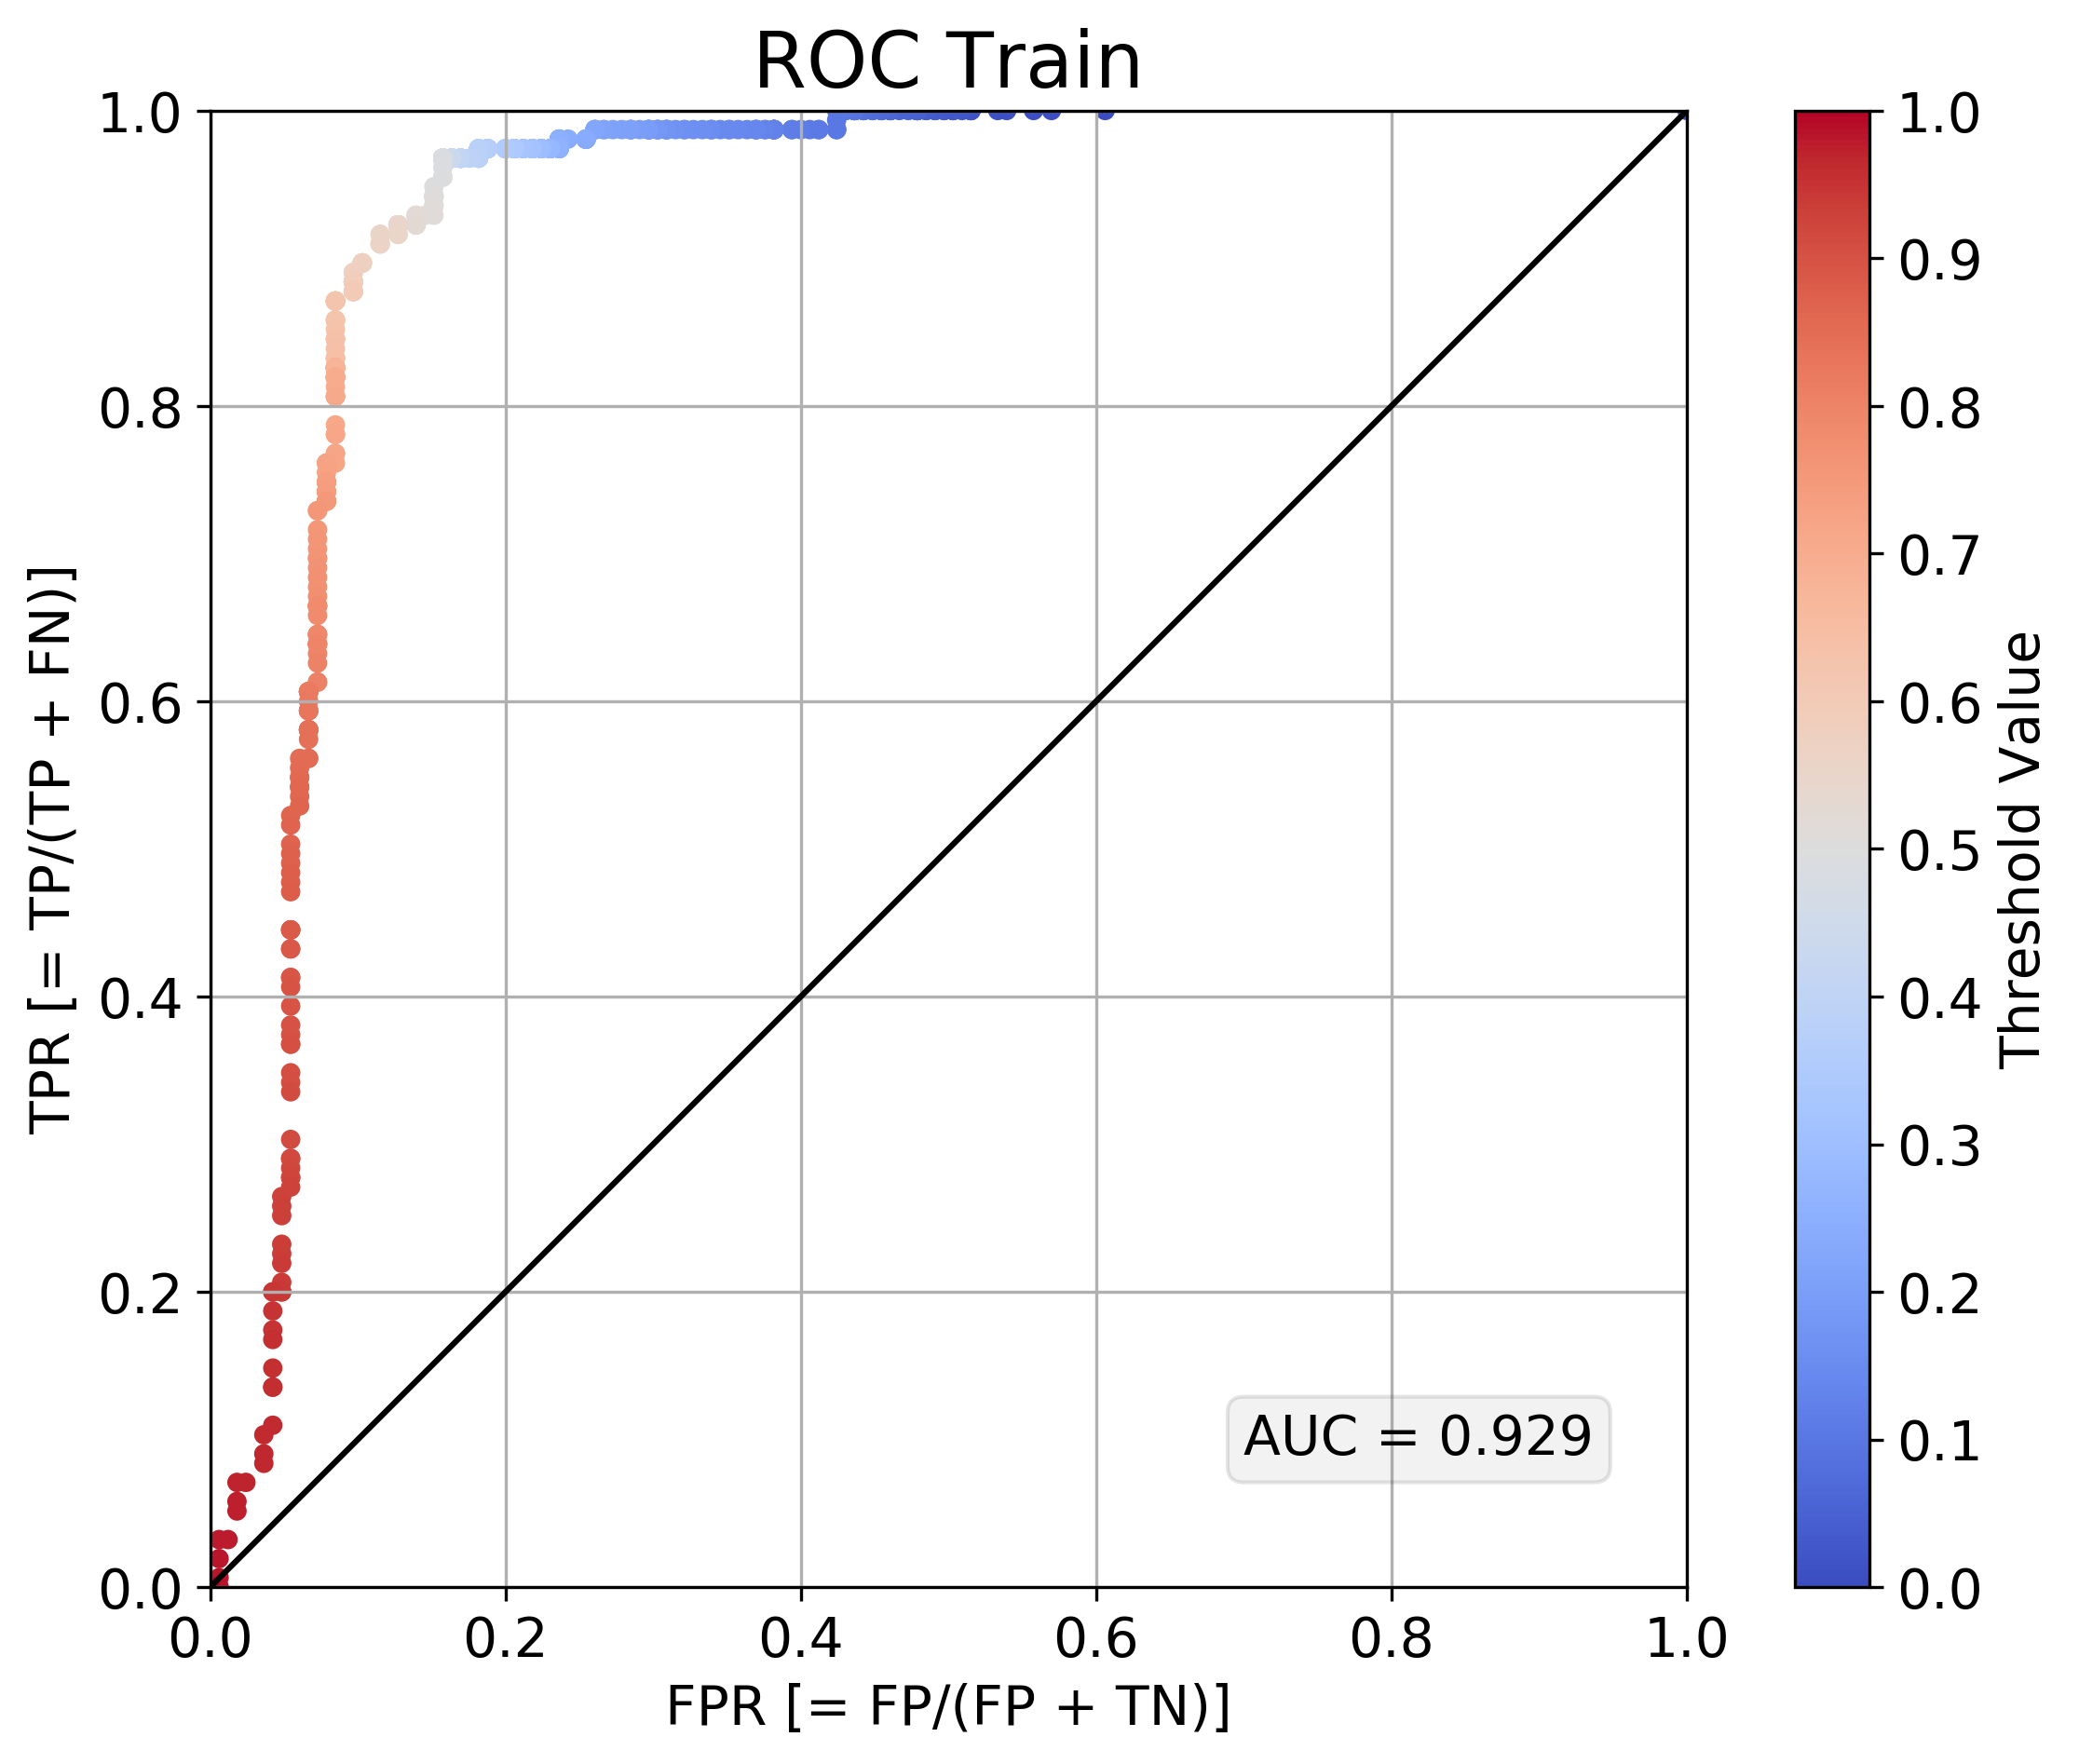 ROC Train
TPR [= TP/(TP + FN)]
1.0
0.8
0.6
0.4
0.2
0.0
0.0 0.2 0.4 0.6 0.8 1.0
FPR [= FP/(FP + TN)]
AUC = 0.929
1.0
0.9
0.8
0.7
0.6
0.5
0.4
0.3
0.2
0.1
0.0
Threshold Value